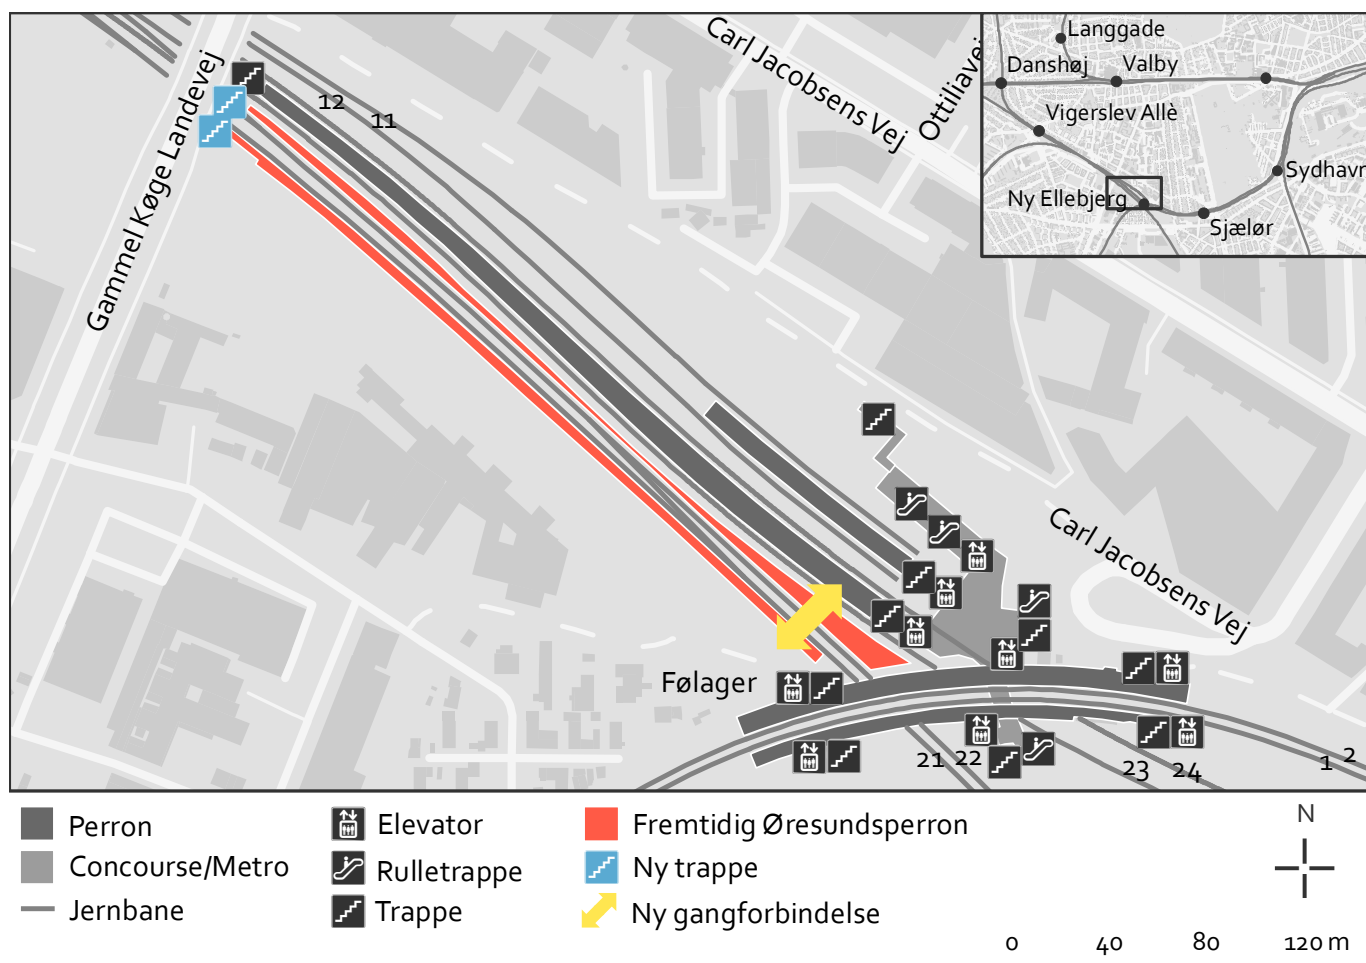 Carl Jacobsens Vej
Ottiliavej
Langgade
Danshøj
Valby
Vigerslev Allè
Ny Ellebjerg
Sydhavn
Sjælør
Gammel Køge Landevej
12
11
Carl Jacobsens Vej
Følager
21
22
23
24
1
2
Perron
Concourse/Metro
Jernbane
Elevator
Rulletrappe
Trappe
Fremtidig Øresundsperron
Ny trappe
Ny gangforbindelse
N
0 40 80 120 m